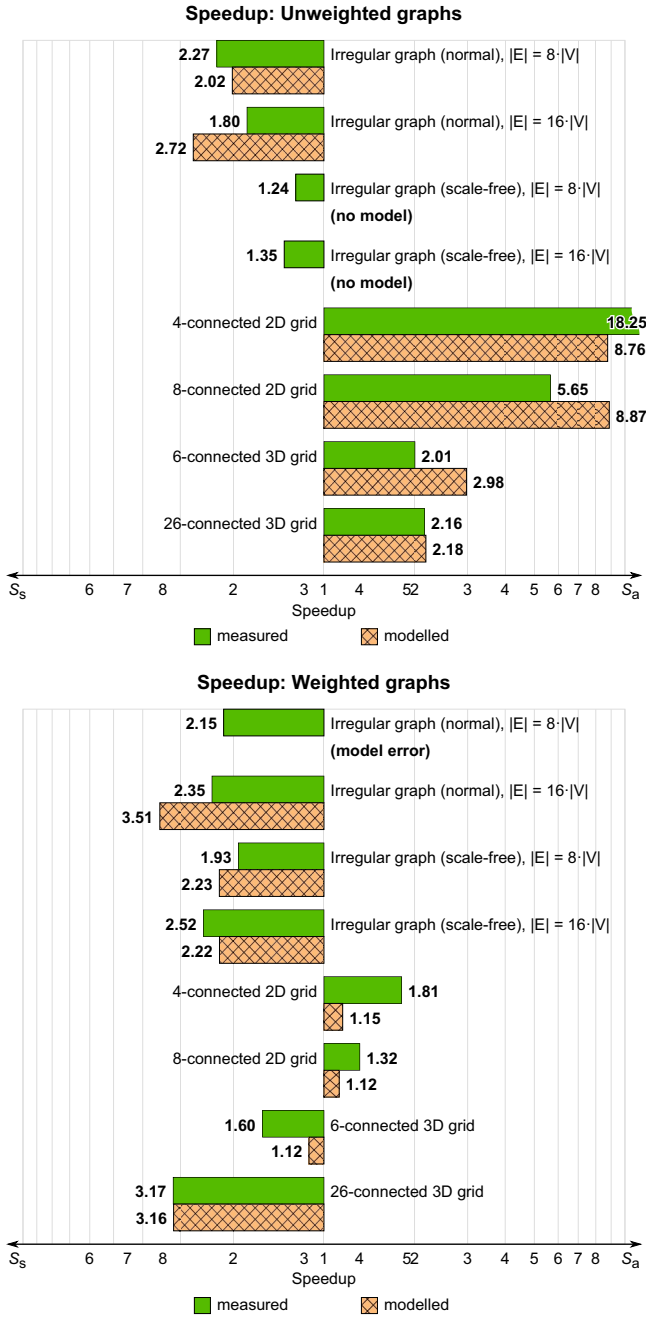 Speedup: Unweighted graphs
2.27 Irregular graph (normal), |E| = 8·|V|
2.02
1.80 Irregular graph (normal), |E| = 16·|V|
2.72
1.24 Irregular graph (scale-free), |E| = 8·|V|
(no model)
1.35 Irregular graph (scale-free), |E| = 16·|V|
(no model)
4-connected 2D grid 18.25
8.76
8-connected 2D grid 5.65
8.87
6-connected 3D grid 2.01
2.98
26-connected 3D grid 2.16
2.18
Ss 6 7 8 2 3 1 4 52 3 4 5 6 7 8 Sa
Speedup
measured modelled
Speedup: Weighted graphs
2.15 Irregular graph (normal), |E| = 8·|V|
(model error)
2.35 Irregular graph (normal), |E| = 16·|V|
3.51
1.93 Irregular graph (scale-free), |E| = 8·|V|
2.23
2.52 Irregular graph (scale-free), |E| = 16·|V|
2.22
4-connected 2D grid 1.81
1.15
8-connected 2D grid 1.32
1.12
1.60 6-connected 3D grid
1.12
3.17 26-connected 3D grid
3.16
Ss 6 7 8 2 3 1 4 52 3 4 5 6 7 8 Sa
Speedup
measured modelled